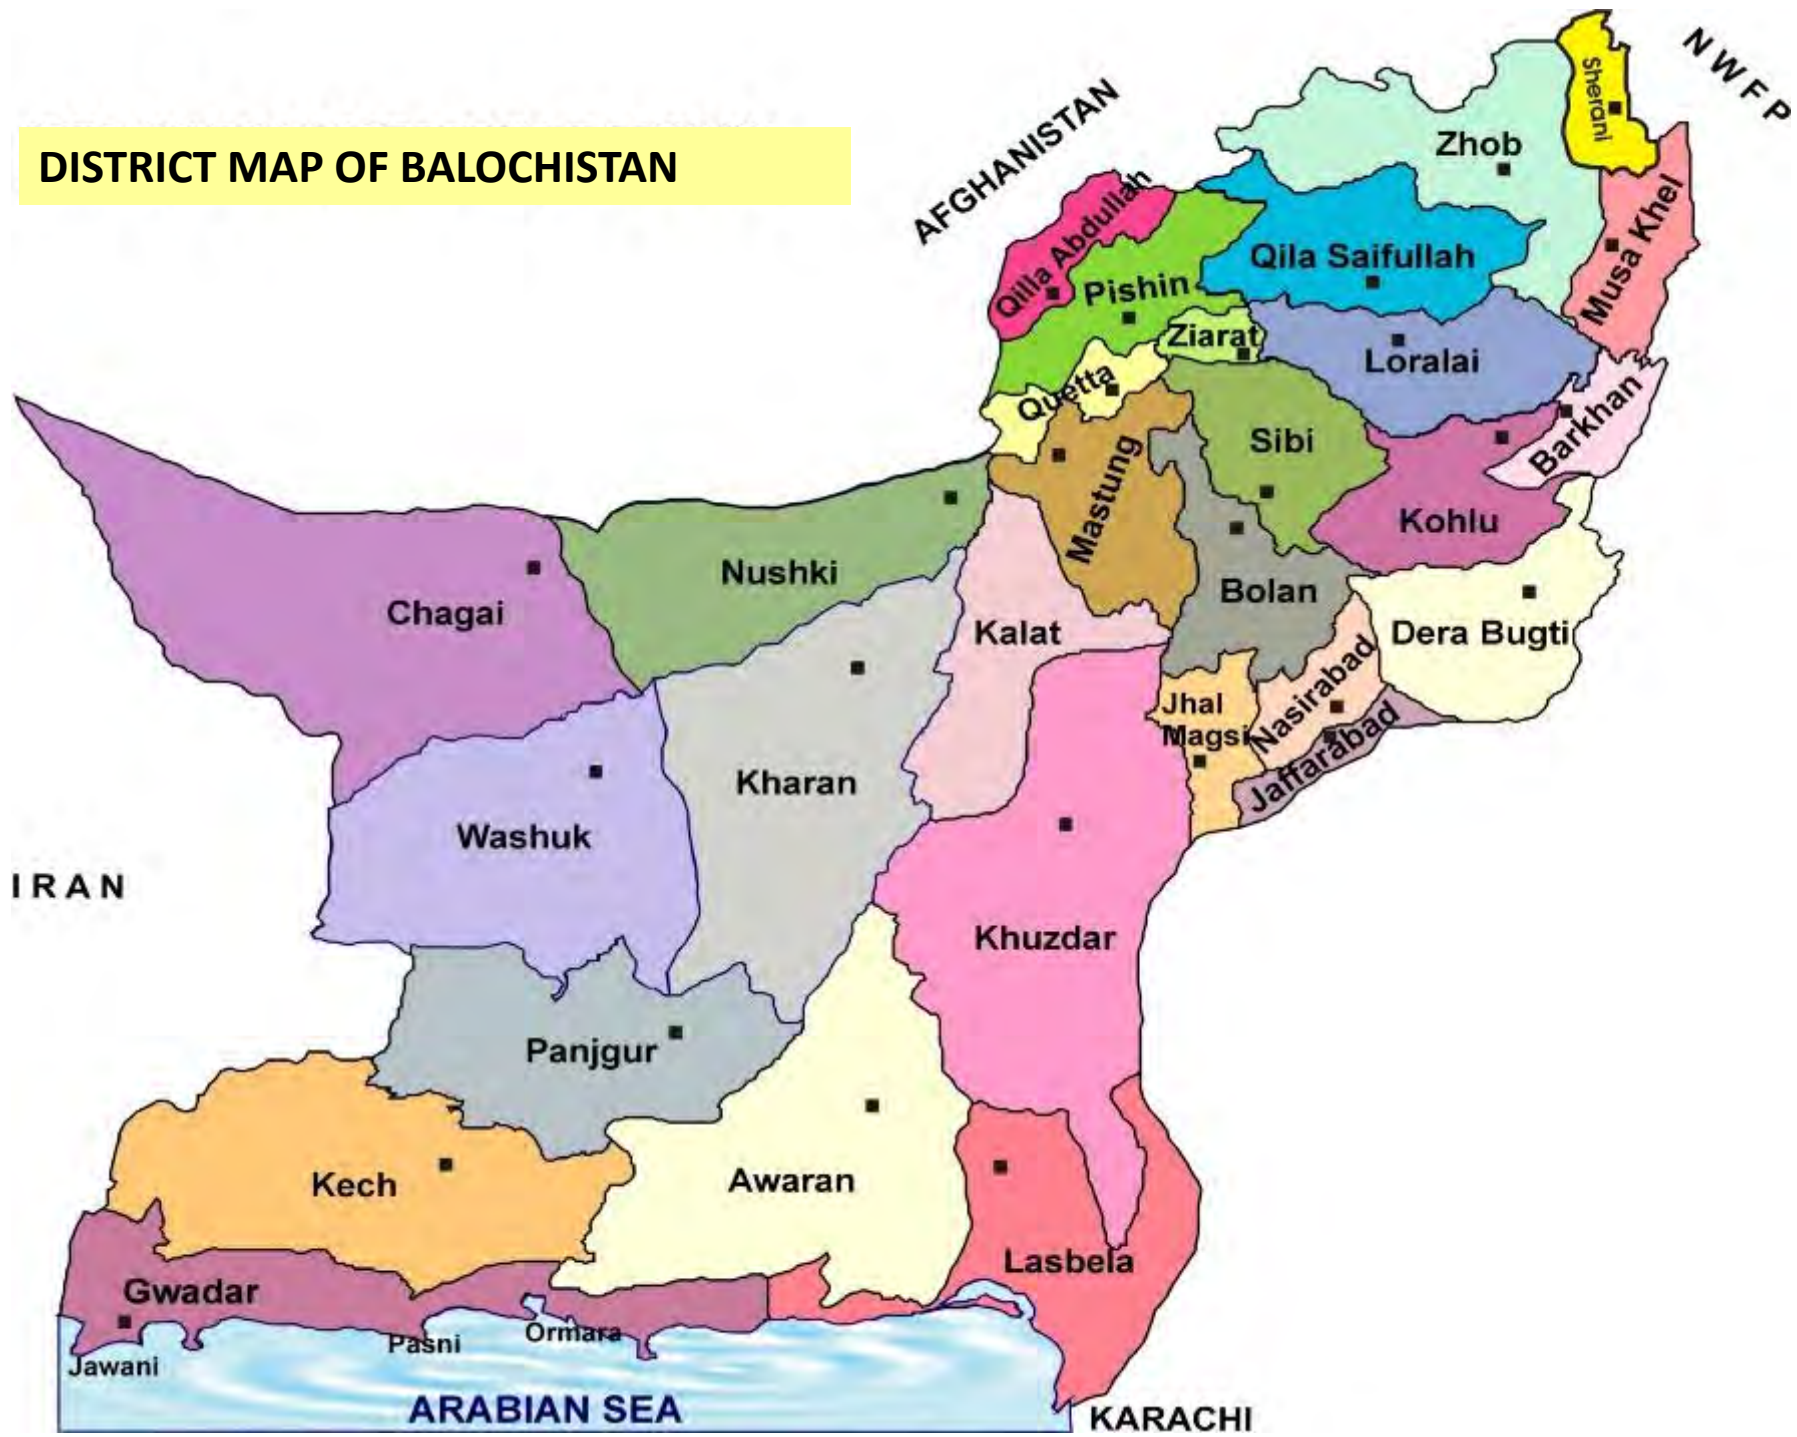 DISTRICT MAP OF BALOCHISTAN
N W F P
AFGHANISTAN
Sherani
Zhob
Qilla Abdullah
Musa Khel
Qila Saifullah
Pishin
Ziarat
Loralai
Quetta
Barkhan
Sibi
Mastung
Kohlu
Nushki
Bolan
Chagai
Kalat
Dera Bugti
Nasirabad
Jhal
Magsi
Jaffarabad
Kharan
Washuk
IRAN
Khuzdar
Panjgur
Awaran
Kech
Lasbela
Gwadar
Ormara
Pasni
Jawani
ARABIAN SEA
KARACHI